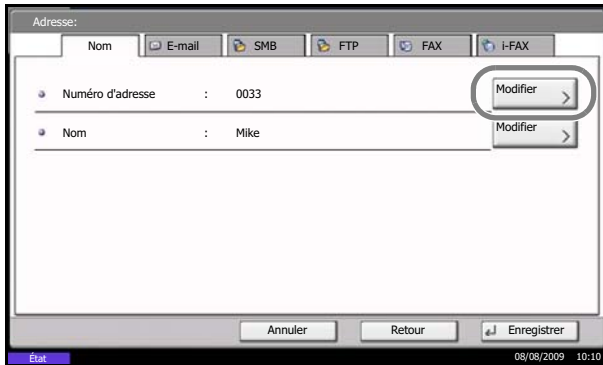 Adresse:
Nom E-mail SMB FTP FAX i-FAX
Numéro d'adresse : 0033 Modifier
Nom : Mike Modifier
Annuler Retour Enregistrer
État 08/08/2009 10:10